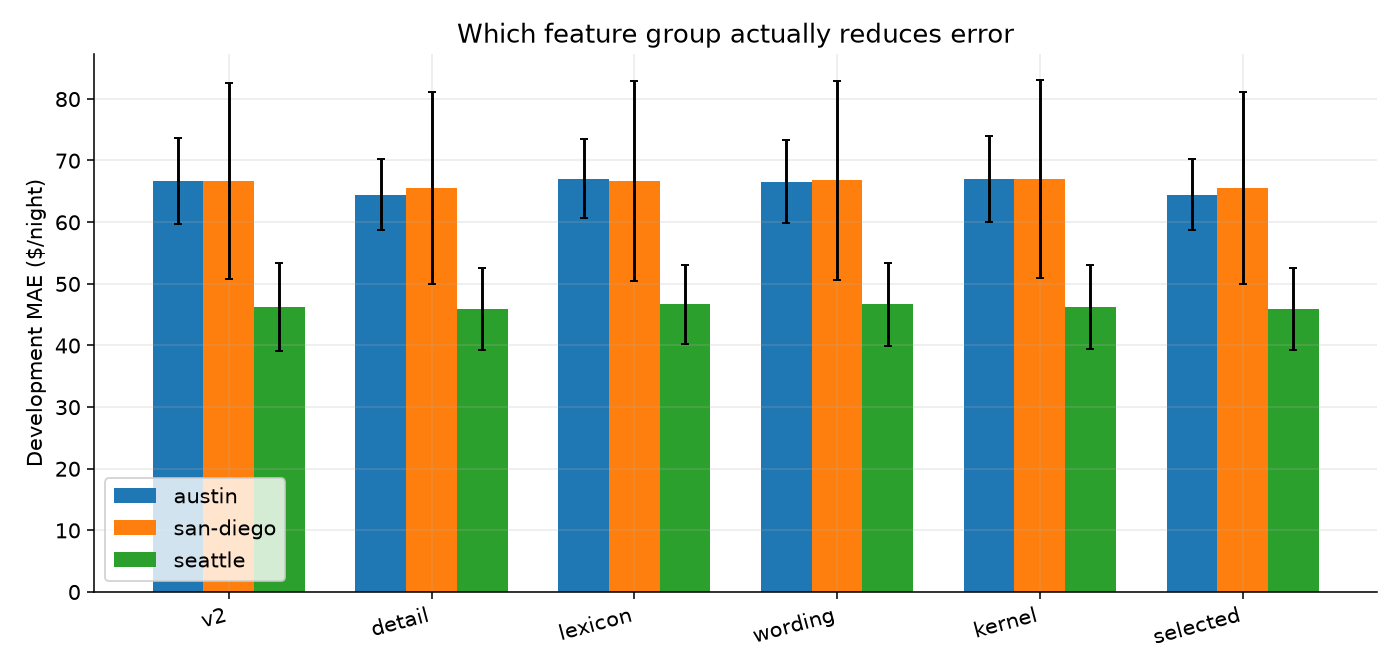 Which feature group actually reduces error
Development MAE ($/night)
80
70
60
50
40
30
20
10
0
austin
san-diego
seattle
v2
detail
lexicon
wording
kernel
selected